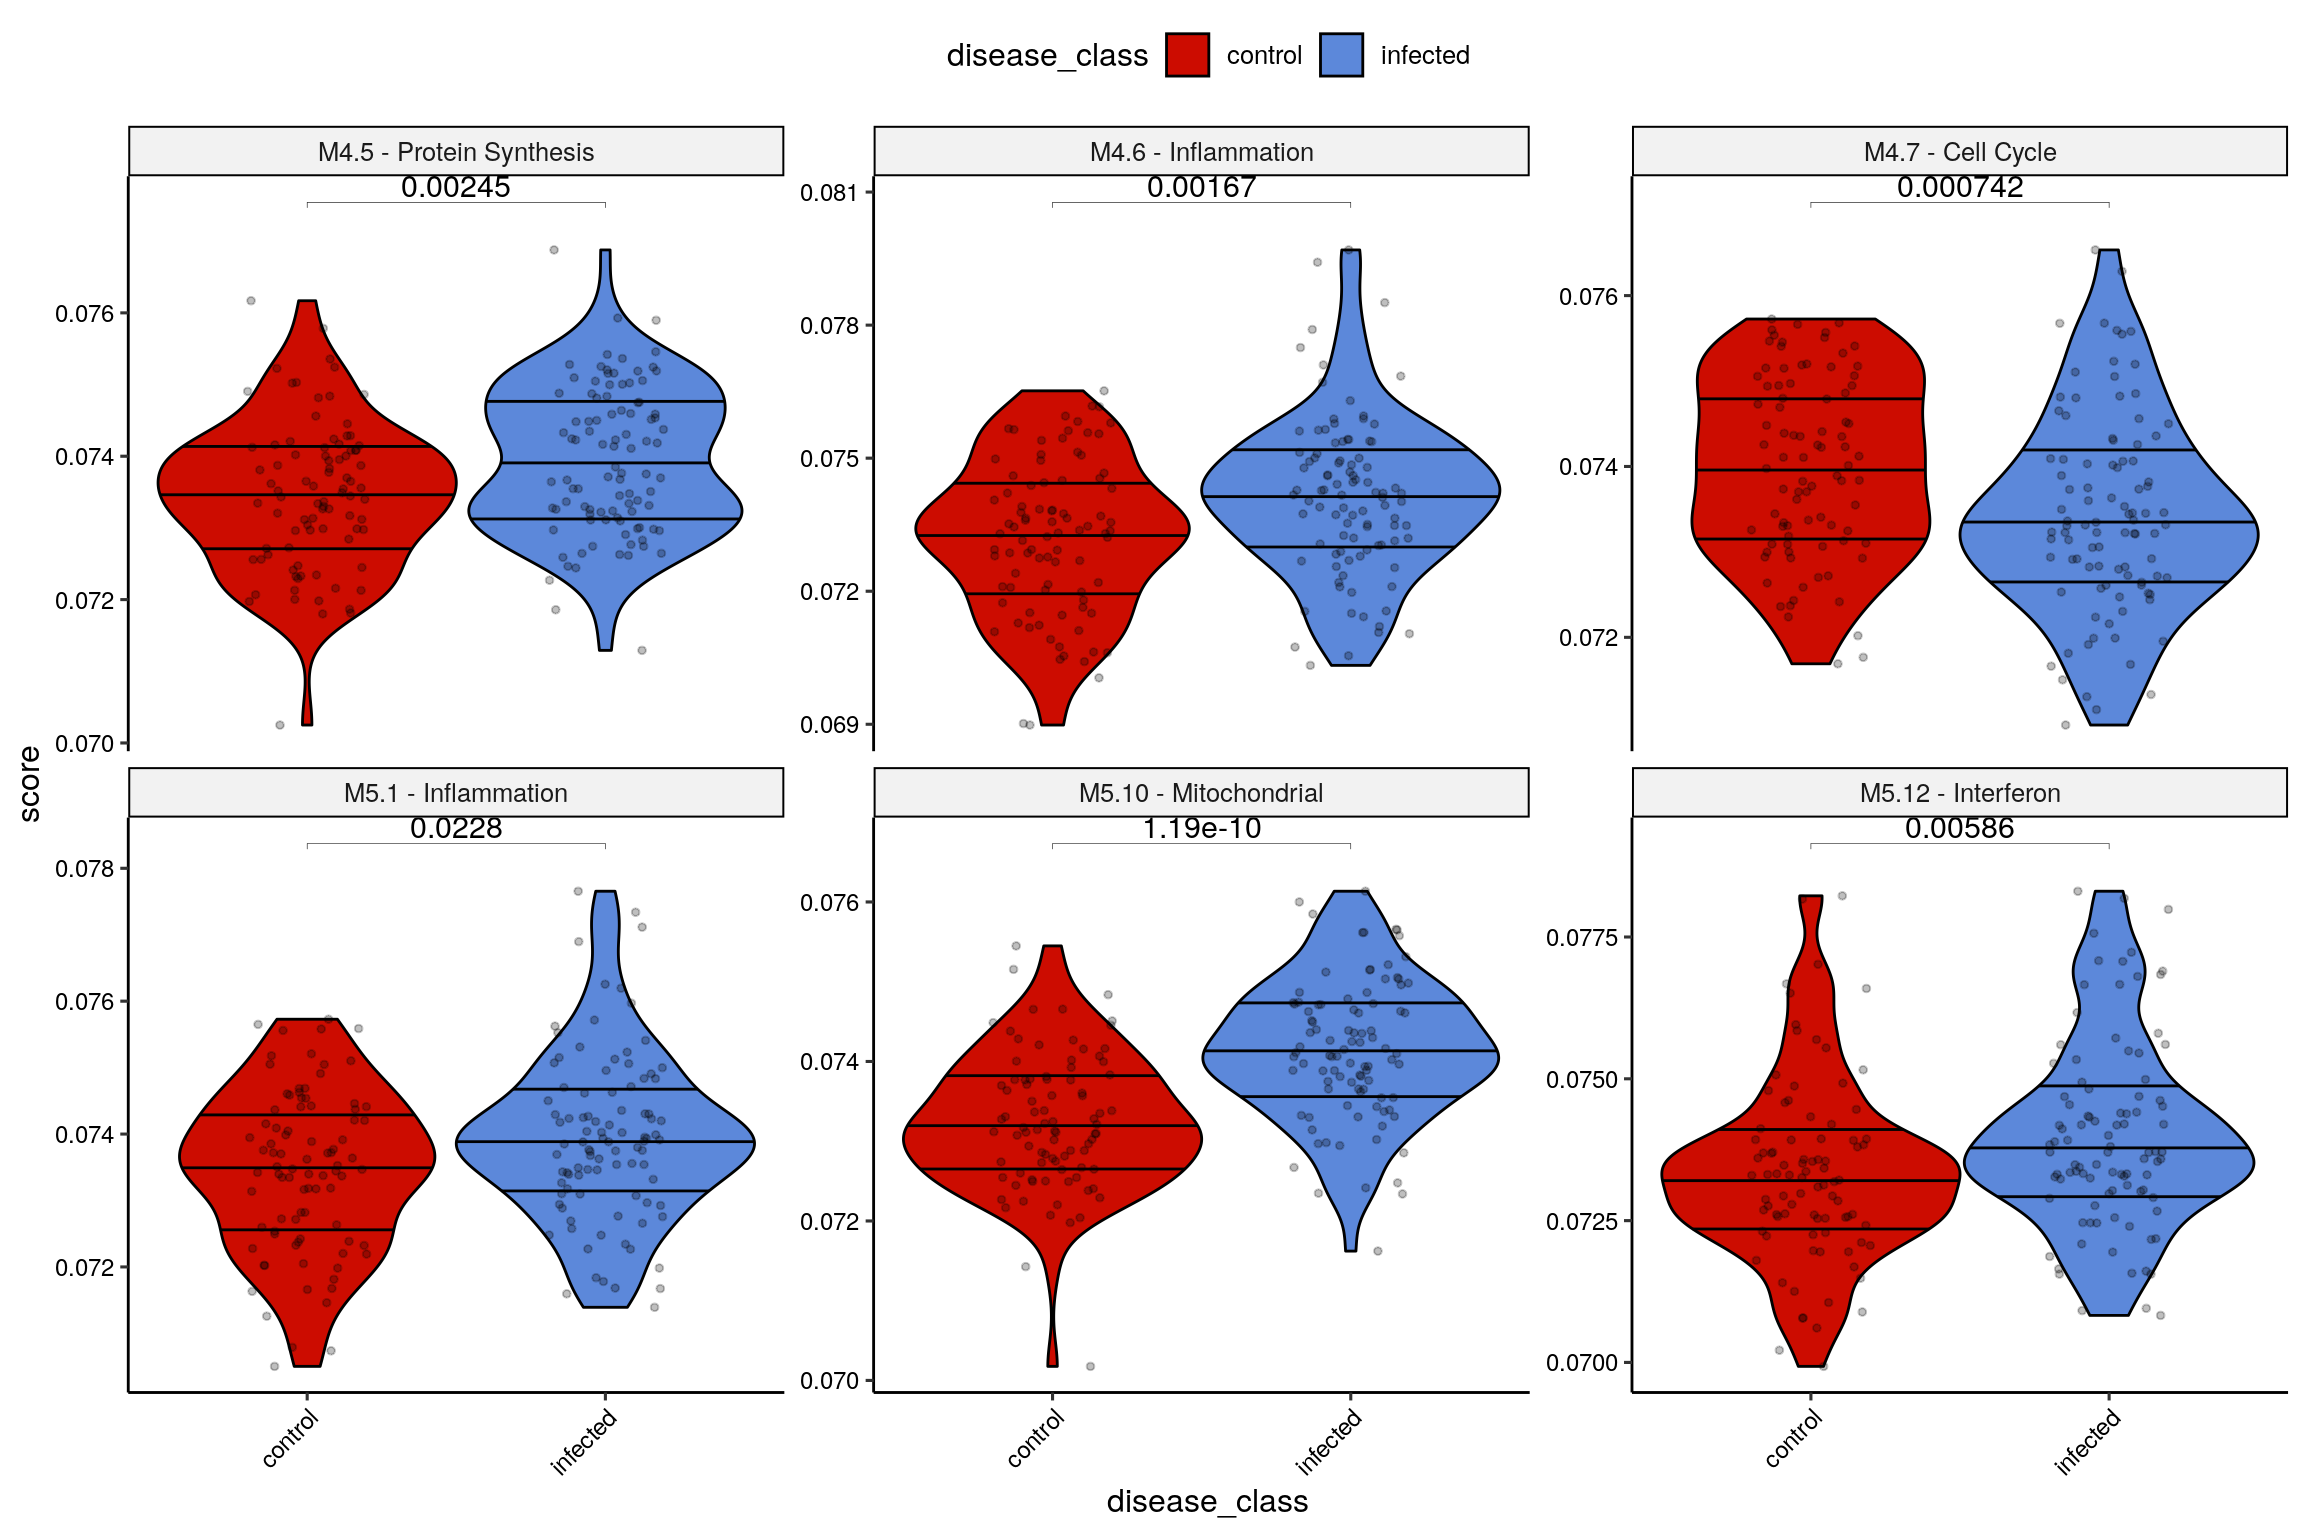 disease_class control infected
M4.5 - Protein Synthesis
0.00245
0.076
0.074
0.072
0.070
M4.6 - Inflammation
0.00167
0.081
0.078
0.075
0.072
0.069
M4.7 - Cell Cycle
0.000742
0.076
0.074
0.072
score
M5.1 - Inflammation
0.0228
0.078
0.076
0.074
0.072
control
infected
M5.10 - Mitochondrial
1.19e-10
0.076
0.074
0.072
0.070
control
infected
M5.12 - Interferon
0.00586
0.0775
0.0750
0.0725
0.0700
control
infected
disease_class